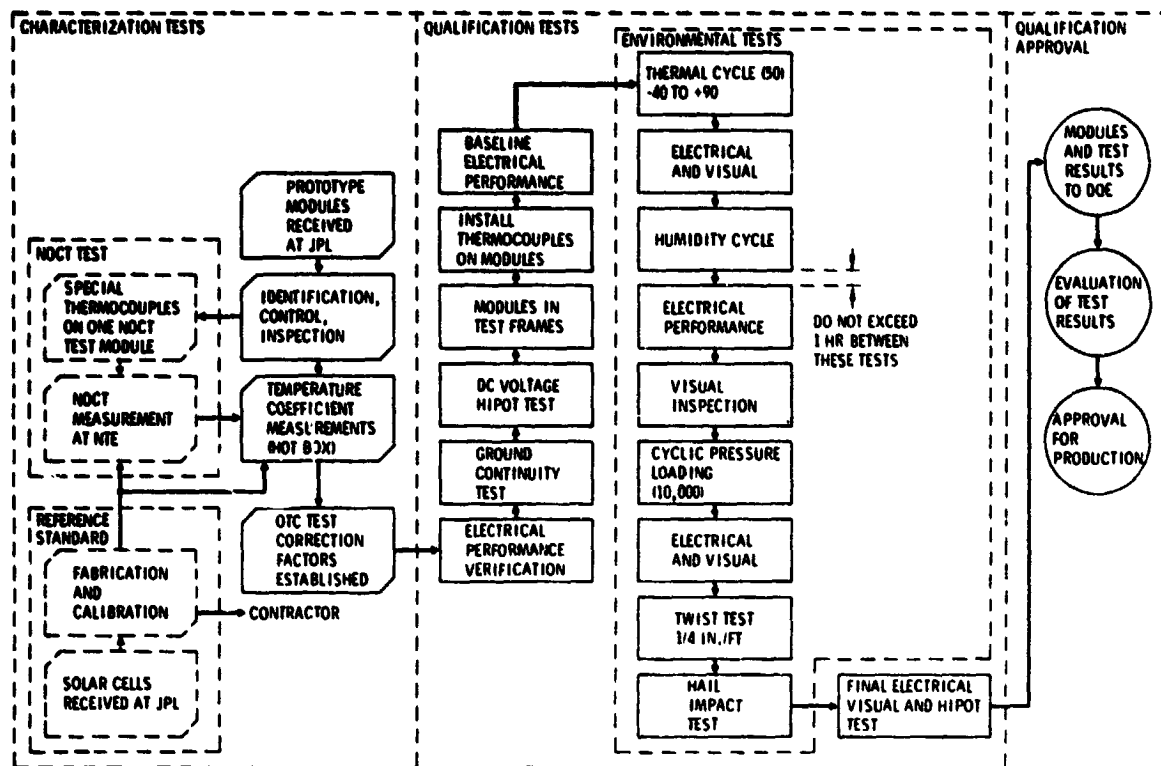 CHARACTERIZATION TESTS
PROTOTYPE
MODULES
RECEIVED
AT JPL
NOCT TEST
SPECIAL
THERMOCOUPLES
ON ONE NOCT
TEST MODULE
IDENTIFICATION,
CONTROL,
INSPECTION
NOCT
MEASUREMENT
AT NTE
TEMPERATURE
COEFFICIENT
MEASUREMENTS
(HOT BOX)
REFERENCE
STANDARD
FABRICATION
AND
CALIBRATION
CONTRACTOR
SOLAR CELLS
RECEIVED AT JPL
OTC TEST
CORRECTION
FACTORS
ESTABLISHED
QUALIFICATION TESTS
BASELINE
ELECTRICAL
PERFORMANCE
INSTALL
THERMOCOUPLES
ON MODULES
MODULES IN
TEST FRAMES
DC VOLTAGE
HIPOT TEST
GROUND
CONTINUITY
TEST
ELECTRICAL
PERFORMANCE
VERIFICATION
ENVIRONMENTAL TESTS
THERMAL CYCLE (50)
-40 TO +90
ELECTRICAL
AND VISUAL
HUMIDITY CYCLE
ELECTRICAL
PERFORMANCE
DO NOT EXCEED
1 HR BETWEEN
THESE TESTS
VISUAL
INSPECTION
CYCLIC PRESSURE
LOADING
(10,000)
ELECTRICAL
AND VISUAL
TWIST TEST
1/4 IN./FT
HAIL
IMPACT
TEST
FINAL ELECTRICAL
VISUAL AND HIPOT
TEST
QUALIFICATION
APPROVAL
MODULES
AND TEST
RESULTS
TO DOE
EVALUATION
OF TEST
RESULTS
APPROVAL
FOR
PRODUCTION